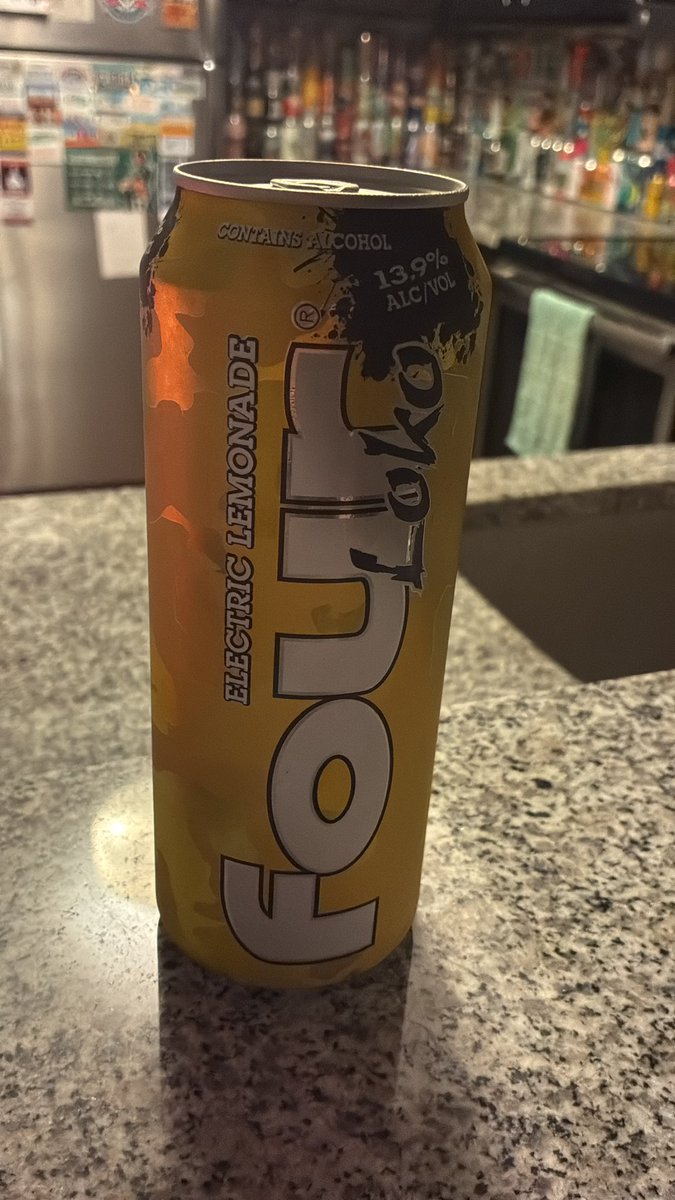 CONTAINS ALCOHOL
13.9%
ALC/VOL
ELECTRIC LEMONADE
four®
Loko